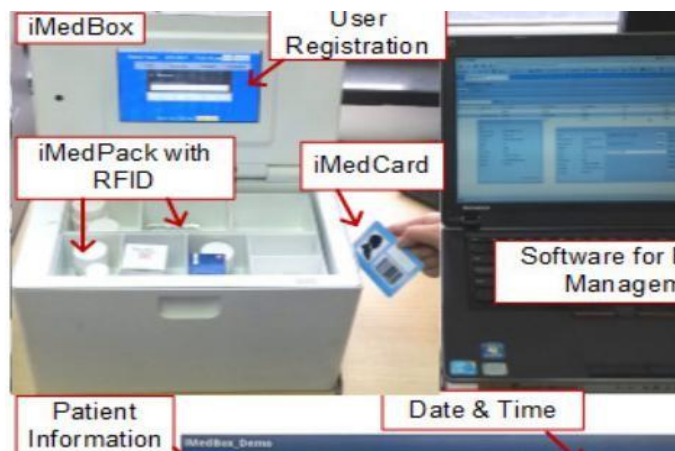 iMedBox
User
Registration
iMedPack with
RFID
iMedCard
Software for
Managem
Patient
Information
Date & Time
IMedBox_Demo